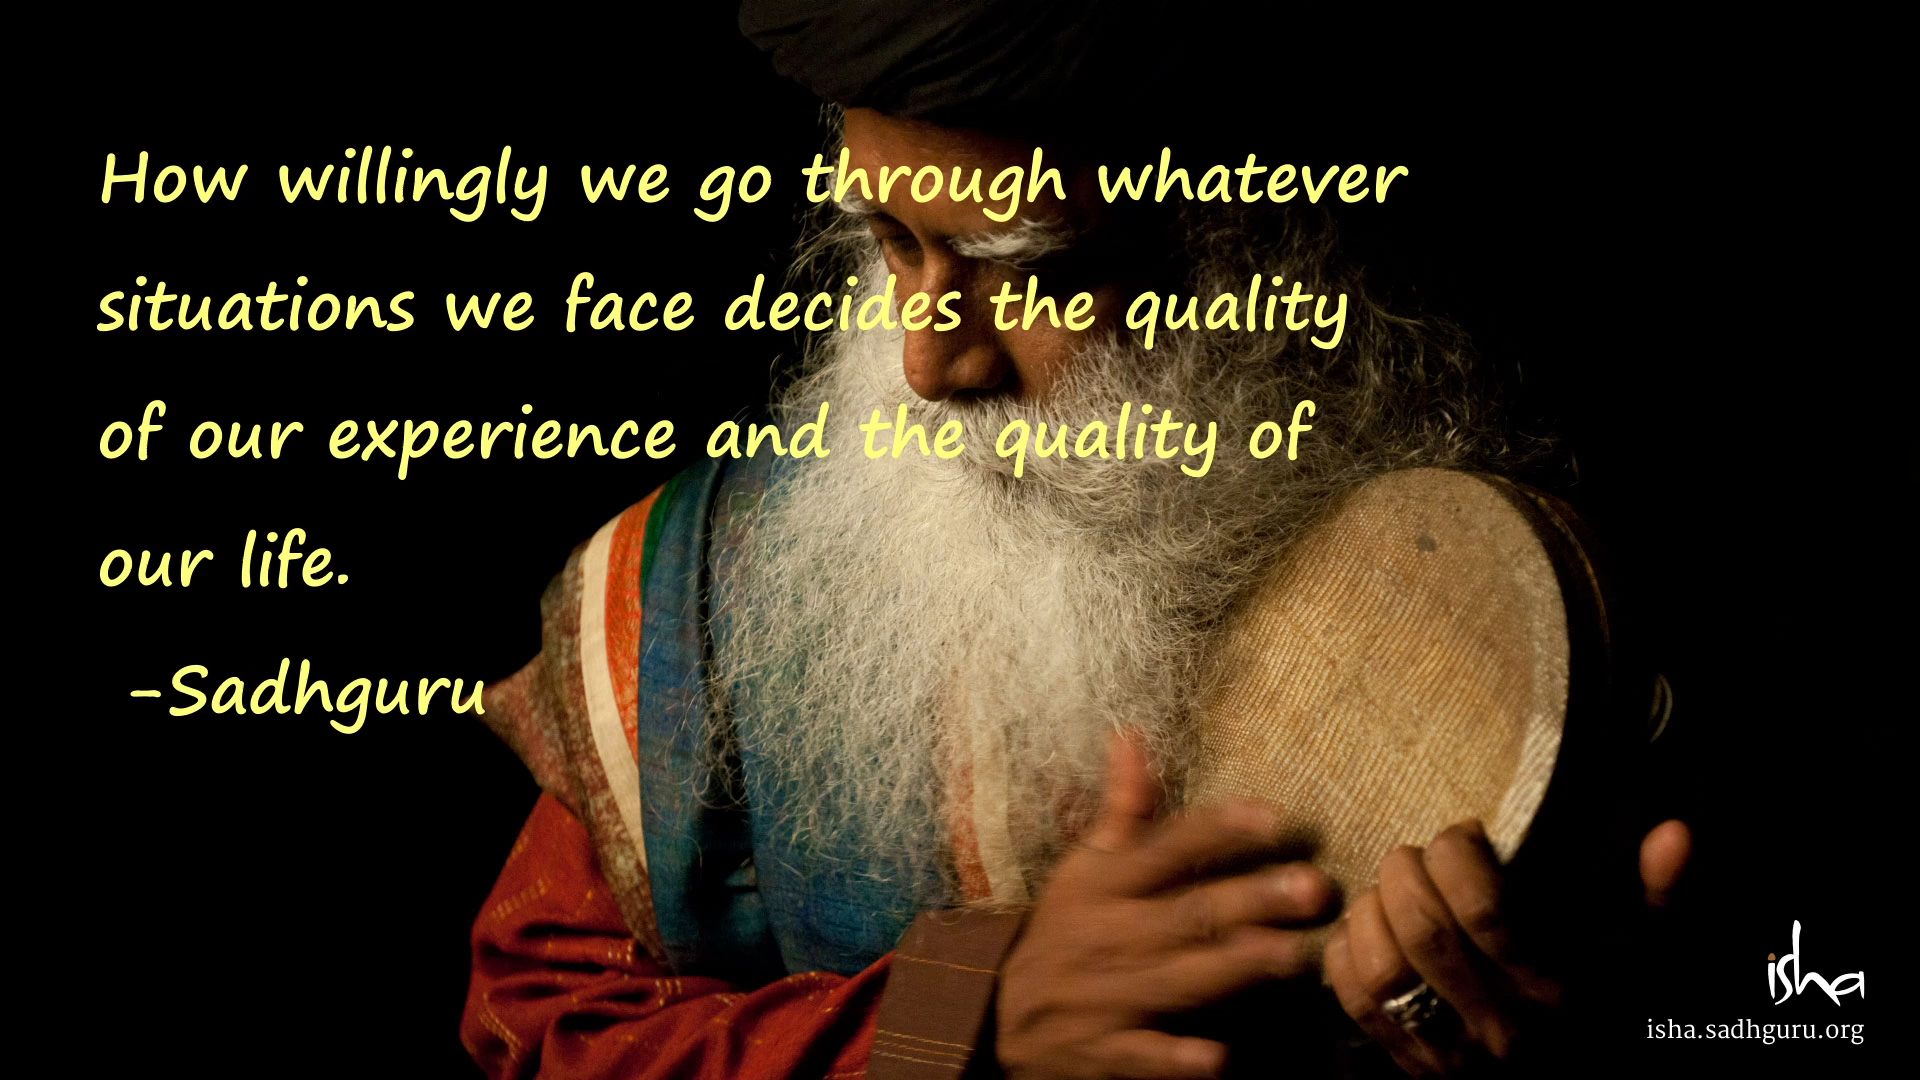 How willingly we go through whatever
situations we face decides the quality
of our experience and the quality of
our life.
-Sadhguru
isha
isha.sadhguru.org